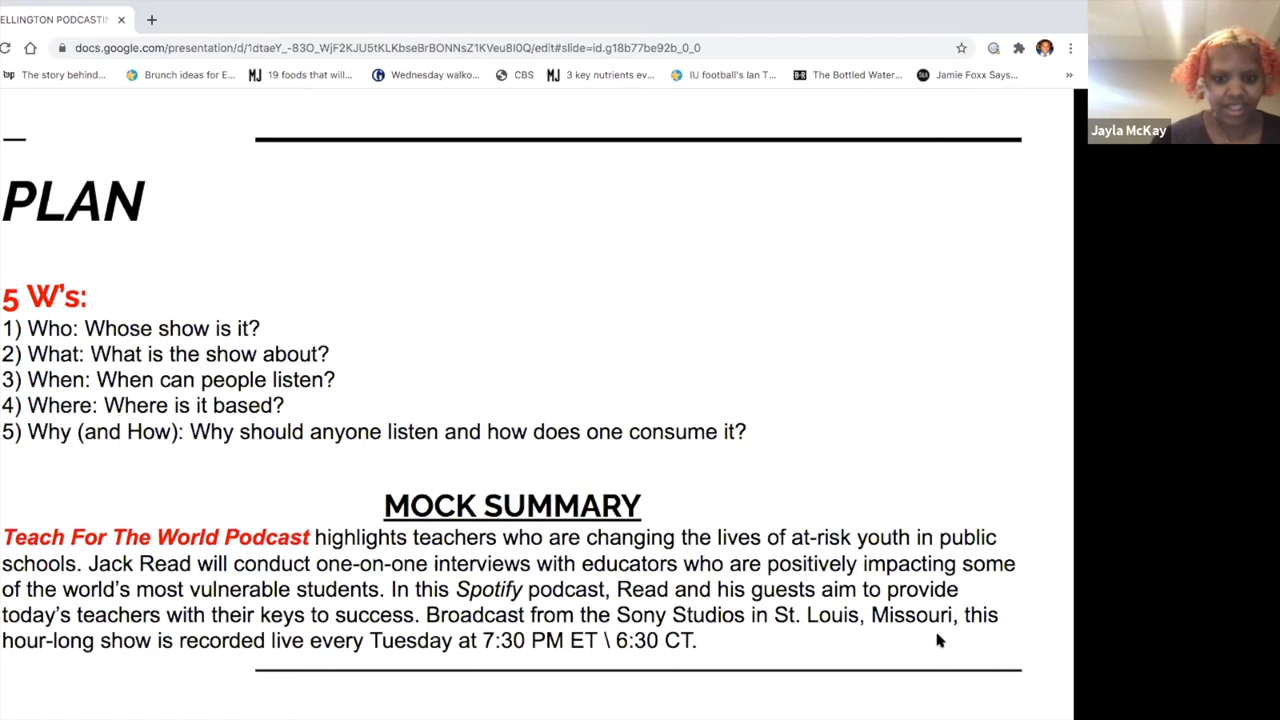 ELLINGTON PODCASTIN
docs.google.com/presentation/d/1dtaeY_-83O_WjF2KJU5tKLKbseBrBONNsZ1KVeu8I0Q/edit#slide=id.g18b77be92b_0_0
The story behind...
Brunch ideas for E...
MJ 19 foods that will...
Wednesday walko...
CBS
MJ 3 key nutrients ev...
IU football's Ian T...
B-R The Bottled Water...
Jamie Foxx Says...
»
Jayla McKay
PLAN
5 W's:
1) Who: Whose show is it?
2) What: What is the show about?
3) When: When can people listen?
4) Where: Where is it based?
5) Why (and How): Why should anyone listen and how does one consume it?
MOCK SUMMARY
Teach For The World Podcast highlights teachers who are changing the lives of at-risk youth in public
schools. Jack Read will conduct one-on-one interviews with educators who are positively impacting some
of the world's most vulnerable students. In this Spotify podcast, Read and his guests aim to provide
today's teachers with their keys to success. Broadcast from the Sony Studios in St. Louis, Missouri, this
hour-long show is recorded live every Tuesday at 7:30 PM ET \ 6:30 CT.